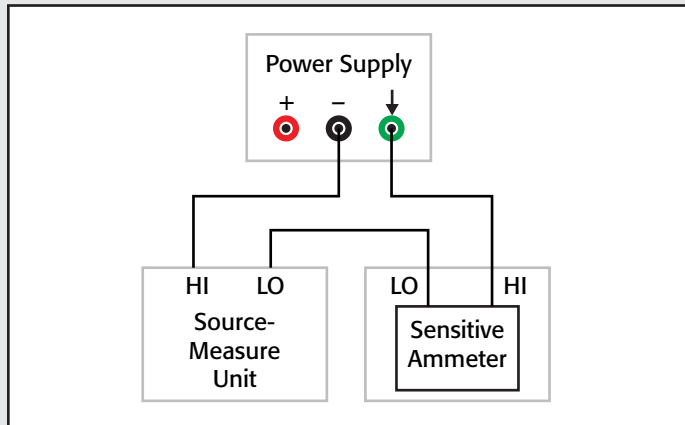 Power Supply
+ –
HI LO
Source-
Measure
Unit
LO HI
Sensitive
Ammeter